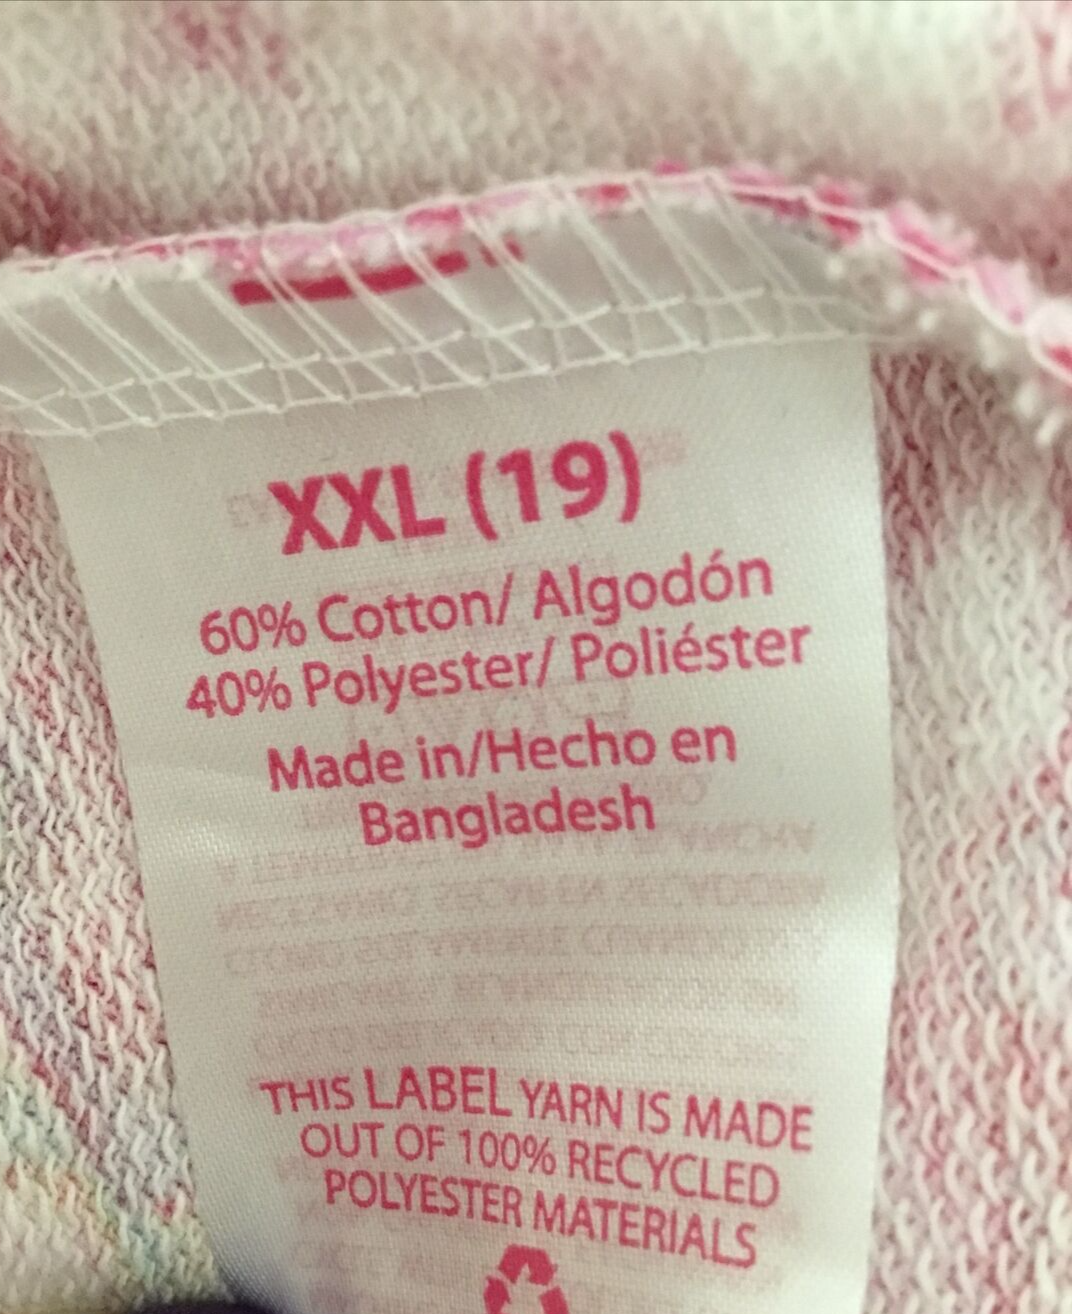 XXL (19)
60% Cotton/ Algodón
40% Polyester/ Poliéster
Made in/Hecho en
Bangladesh
THIS LABEL YARN IS MADE
OUT OF 100% RECYCLED
POLYESTER MATERIALS